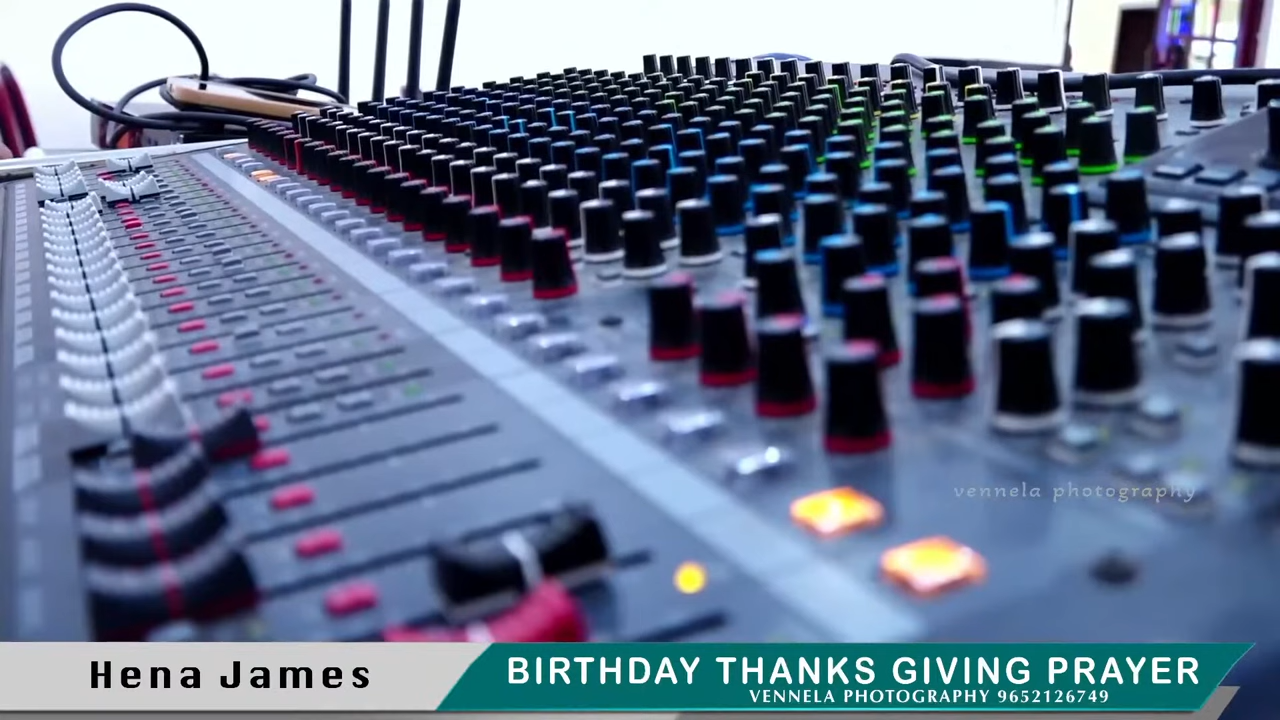 vennela photography
Hena James
BIRTHDAY THANKS GIVING PRAYER
VENNELA PHOTOGRAPHY 9652126749